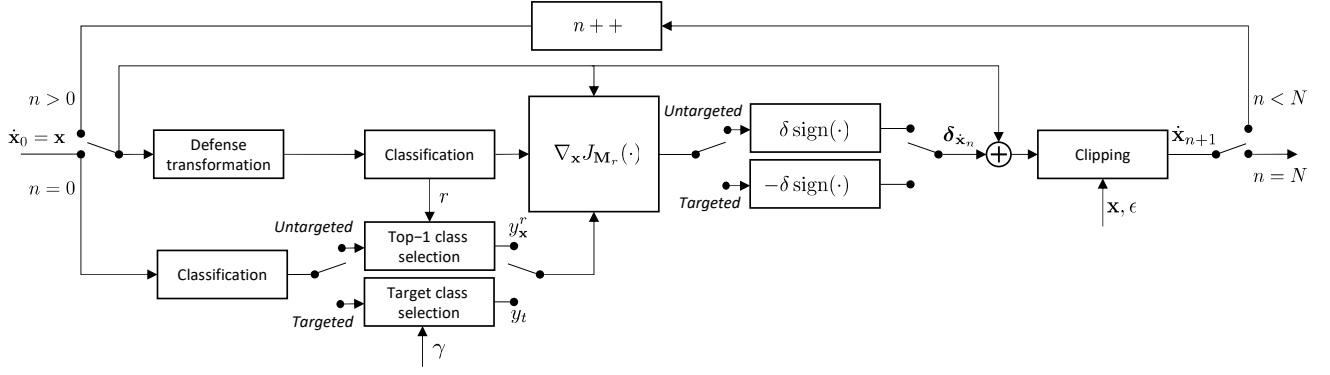 n + +
n > 0
ẋ₀ = x
n = 0
Defense
transformation
Classification
∇ₓJ_{M_r}(·)
Untargeted
δ sign(·)
−δ sign(·)
Targeted
δ_{ẋₙ}
+
Clipping
ẋₙ₊₁
n < N
n = N
x, ϵ
r
Untargeted
Classification
Top−1 class
selection
y_x^r
Target class
selection
Targeted
y_t
γ